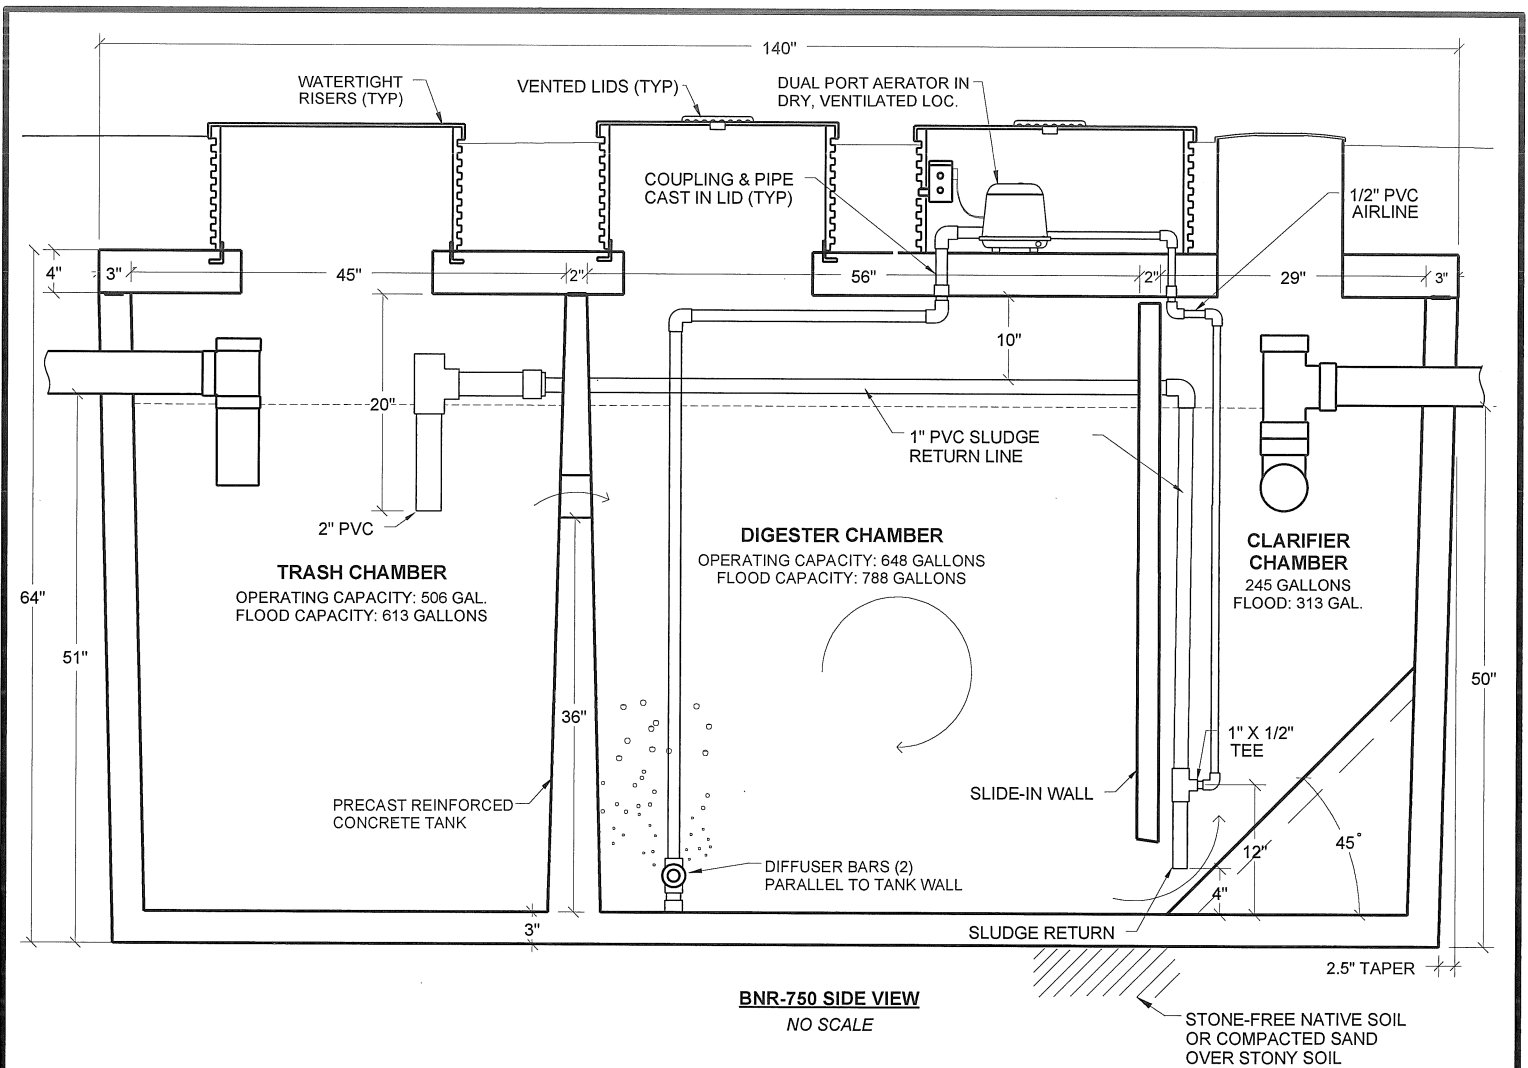 140"
WATERTIGHT
RISERS (TYP)
VENTED LIDS (TYP)
DUAL PORT AERATOR IN
DRY, VENTILATED LOC.
COUPLING & PIPE
CAST IN LID (TYP)
1/2" PVC
AIRLINE
4"
3"
45"
2"
56"
2"
29"
3"
10"
20"
1" PVC SLUDGE
RETURN LINE
2" PVC
DIGESTER CHAMBER
OPERATING CAPACITY: 648 GALLONS
FLOOD CAPACITY: 788 GALLONS
CLARIFIER
CHAMBER
245 GALLONS
FLOOD: 313 GAL.
TRASH CHAMBER
OPERATING CAPACITY: 506 GAL.
FLOOD CAPACITY: 613 GALLONS
64"
51"
50"
36"
1" X 1/2"
TEE
SLIDE-IN WALL
PRECAST REINFORCED
CONCRETE TANK
12"
45°
DIFFUSER BARS (2)
PARALLEL TO TANK WALL
4"
3"
SLUDGE RETURN
2.5" TAPER
BNR-750 SIDE VIEW
NO SCALE
STONE-FREE NATIVE SOIL
OR COMPACTED SAND
OVER STONY SOIL